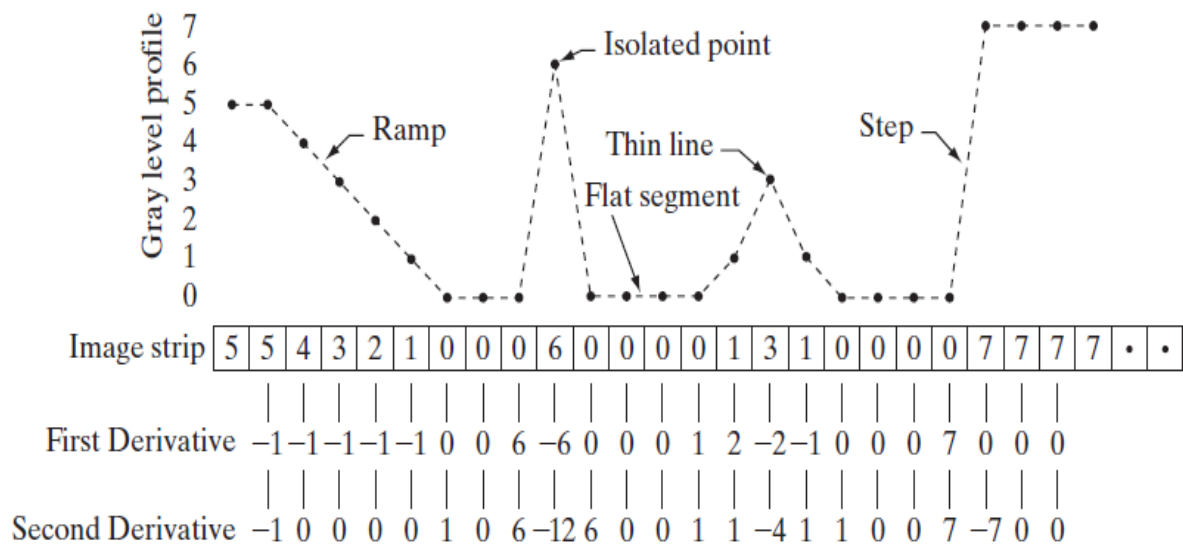 Gray level profile
7
6
5
4
3
2
1
0
Isolated point
Ramp
Thin line
Flat segment
Step
Image strip 5 5 4 3 2 1 0 0 0 6 0 0 0 0 1 3 1 0 0 0 0 7 7 7 7 • •
First Derivative −1 −1 −1 −1 −1 0 0 6 −6 0 0 0 1 2 −2 −1 0 0 0 7 0 0 0
Second Derivative −1 0 0 0 0 1 0 6 −12 6 0 0 1 1 −4 1 1 0 0 7 −7 0 0